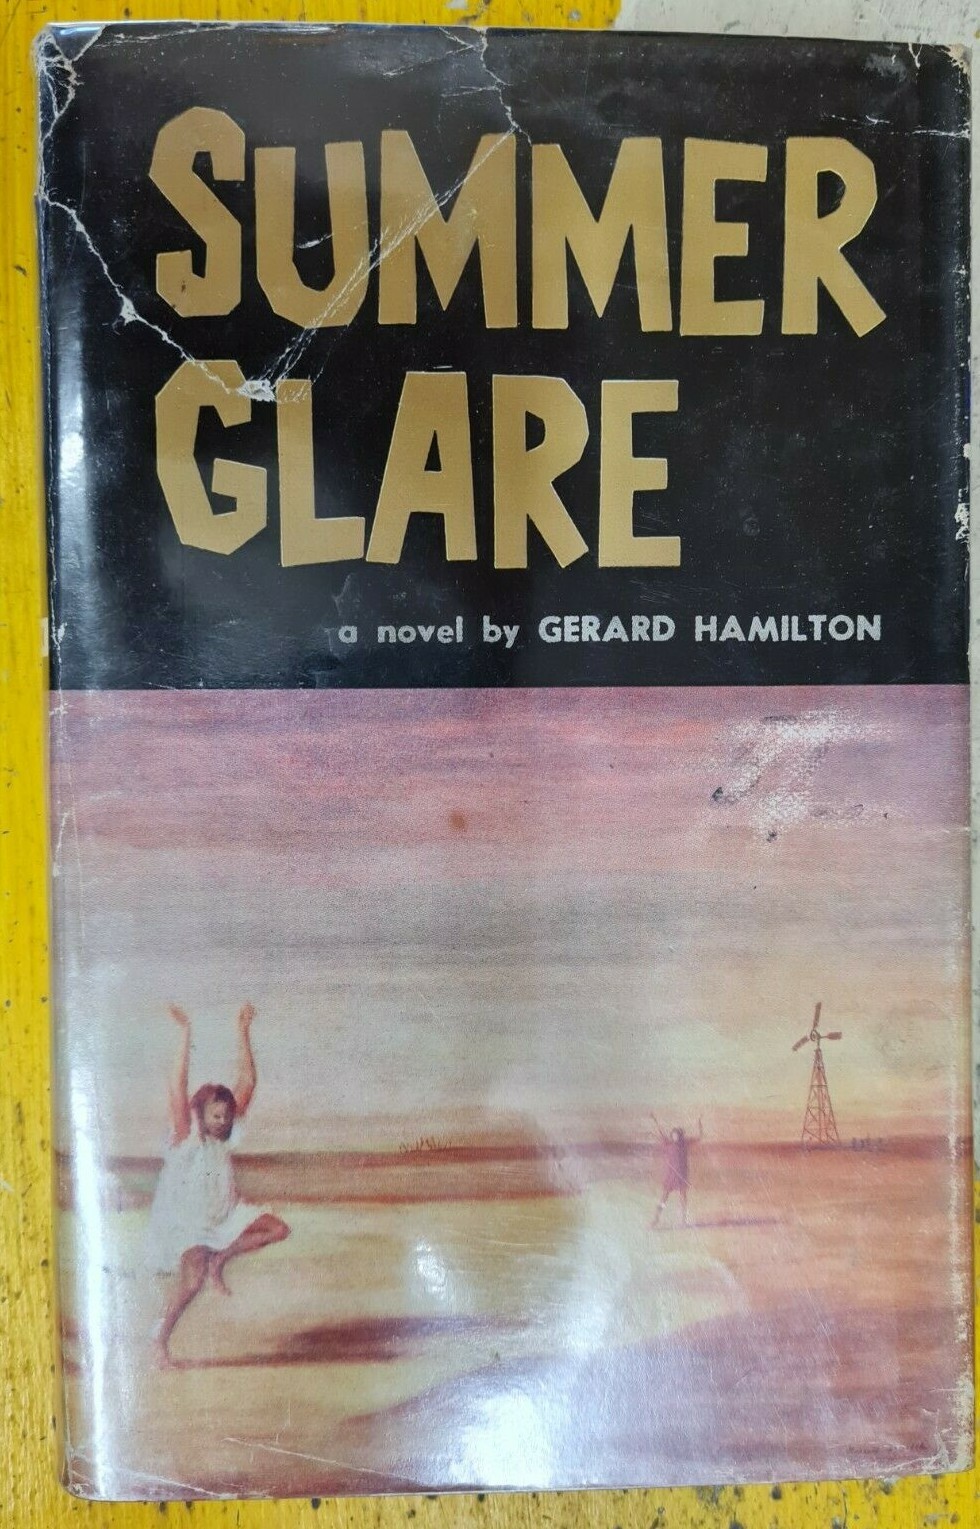 SUMMER
GLARE
a novel by GERARD HAMILTON